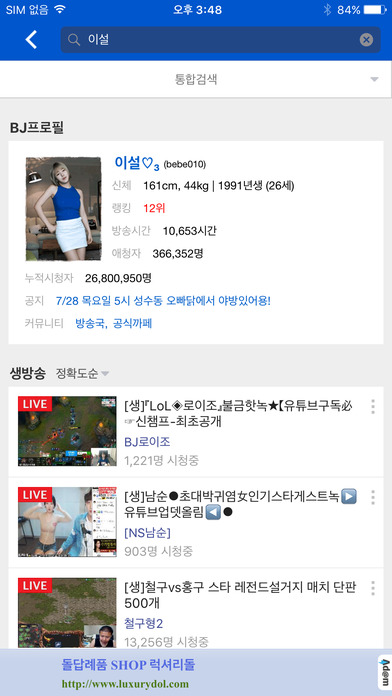 SIM 없음 오후 3:48 84%
이설
통합검색
BJ프로필
이설♡₃ (bebe010)
신체 161cm, 44kg | 1991년생 (26세)
랭킹 12위
방송시간 10,653시간
애청자 366,352명
누적시청자 26,800,950명
공지 7/28 목요일 5시 성수동 오빠닭에서 야방있어용!
커뮤니티 방송국, 공식까페
생방송 정확도순
LIVE
[생]『LoL◈로이조』불금핫녹★【유튜브구독必
☞신챔프-최초공개
BJ로이조
1,221명 시청중
LIVE
[생]남순●초대박귀염女인기스타게스트녹▶
유튜브업뎃올림◀●
[NS남순]
903명 시청중
LIVE
[생]철구vs홍구 스타 레전드설거지 매치 단판
500개
철구형2
13,256명 시청중
돌답례품 SHOP 럭셔리돌
http://www.luxurydol.com
Adam